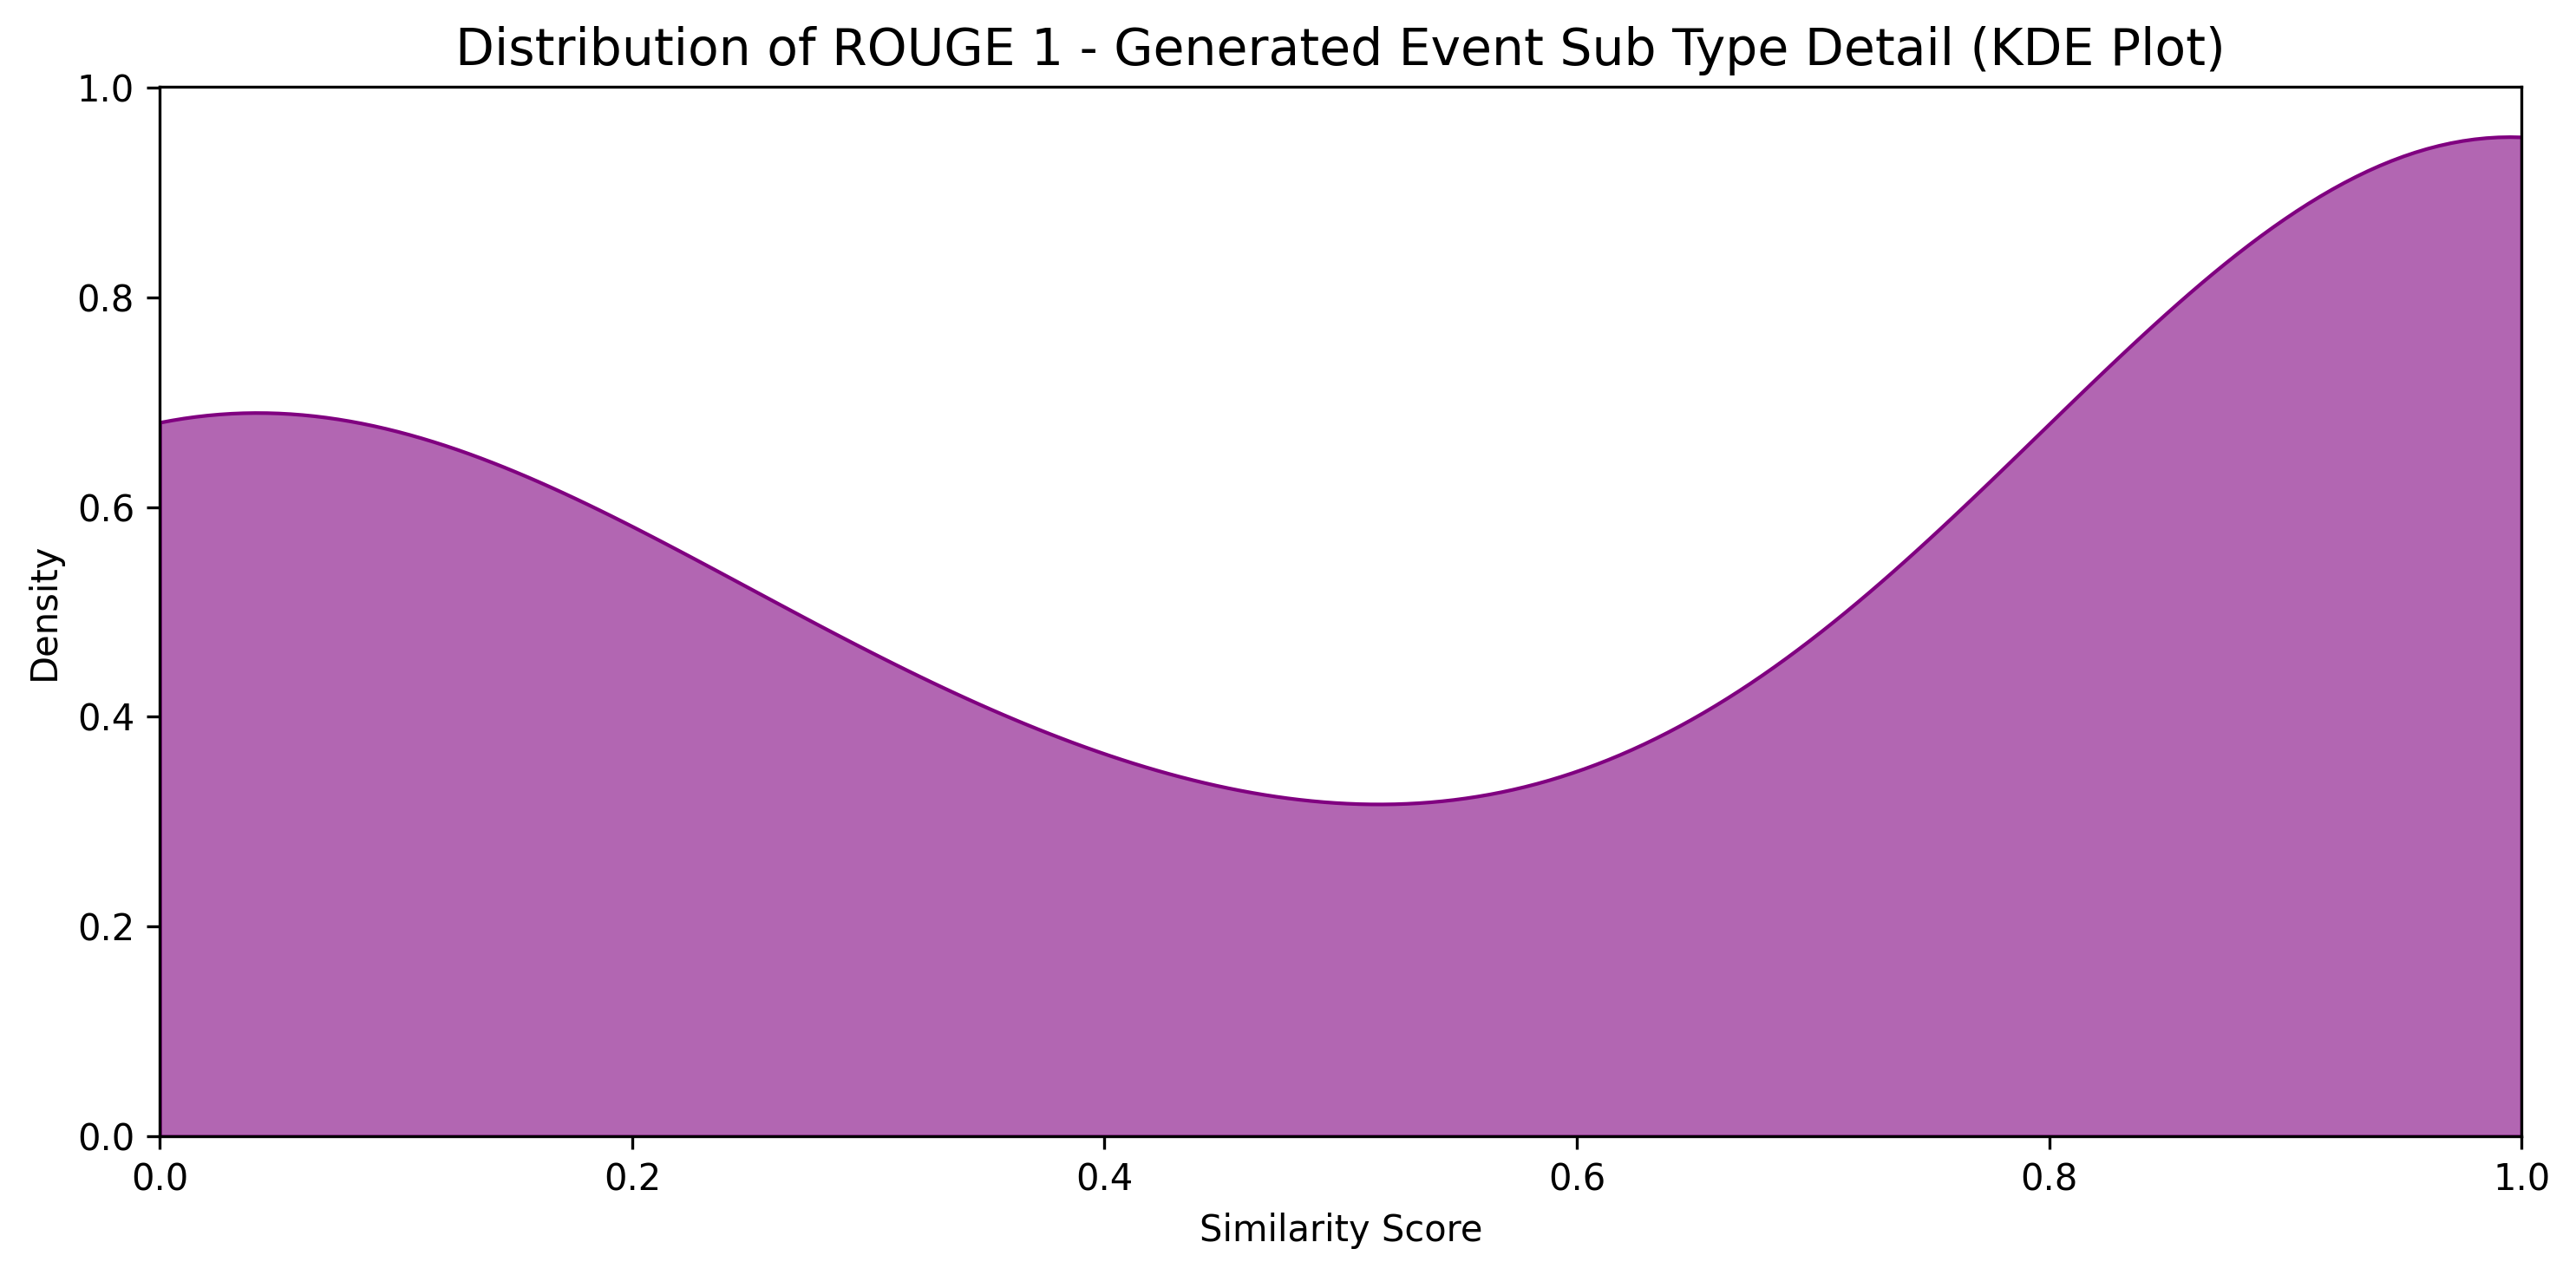 Distribution of ROUGE 1 - Generated Event Sub Type Detail (KDE Plot)
1.0
0.8
0.6
0.4
0.2
0.0
Density
0.0 0.2 0.4 0.6 0.8 1.0
Similarity Score